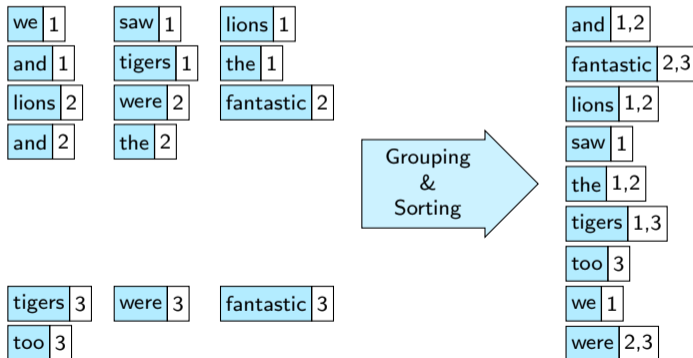 we 1 saw 1 lions 1
and 1 tigers 1 the 1
lions 2 were 2 fantastic 2
and 2 the 2
tigers 3 were 3 fantastic 3
too 3
Grouping
&
Sorting
and 1,2
fantastic 2,3
lions 1,2
saw 1
the 1,2
tigers 1,3
too 3
we 1
were 2,3